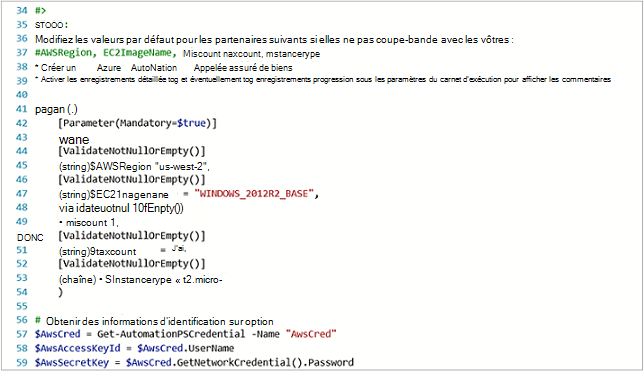 34 #>
35 STOOO :
36 Modifiez les valeurs par défaut pour les partenaires suivants si elles ne pas coupe-bande avec les vôtres :
37 #AWSRegion, EC2ImageName, Miscount naxcount, mstancerype
38 * Créer un Azure AutoNation Appelée assuré de biens
39 * Activer les enregistrements détaillée tog et éventuellement tog enregistrements progression sous les paramètres du carnet d'exécution pour afficher les commentaires
40
41 pagan (.)
42 [Parameter(Mandatory=$true)]
43 wane
44 [ValidateNotNullOrEmpty()]
45 (string)$AWSRegion "us-west-2",
46 [ValidateNotNullOrEmpty()]
47 (string)$EC21nagenane = "WINDOWS_2012R2_BASE",
48 via idateuotnul 10fEnpty())
49 • miscount 1,
DONC [ValidateNotNullOrEmpty()]
51 (string)9taxcount = J'ai,
52 [ValidateNotNullOrEmpty()]
53 (chaîne) • SInstancerype « t2.micro-
54 )
55
56 # Obtenir des informations d'identification sur option
57 $AwsCred = Get-AutomationPSCredential -Name "AwsCred"
58 $AwsAccessKeyId = $AwsCred.UserName
59 $AwsSecretKey = $AwsCred.GetNetworkCredential().Password